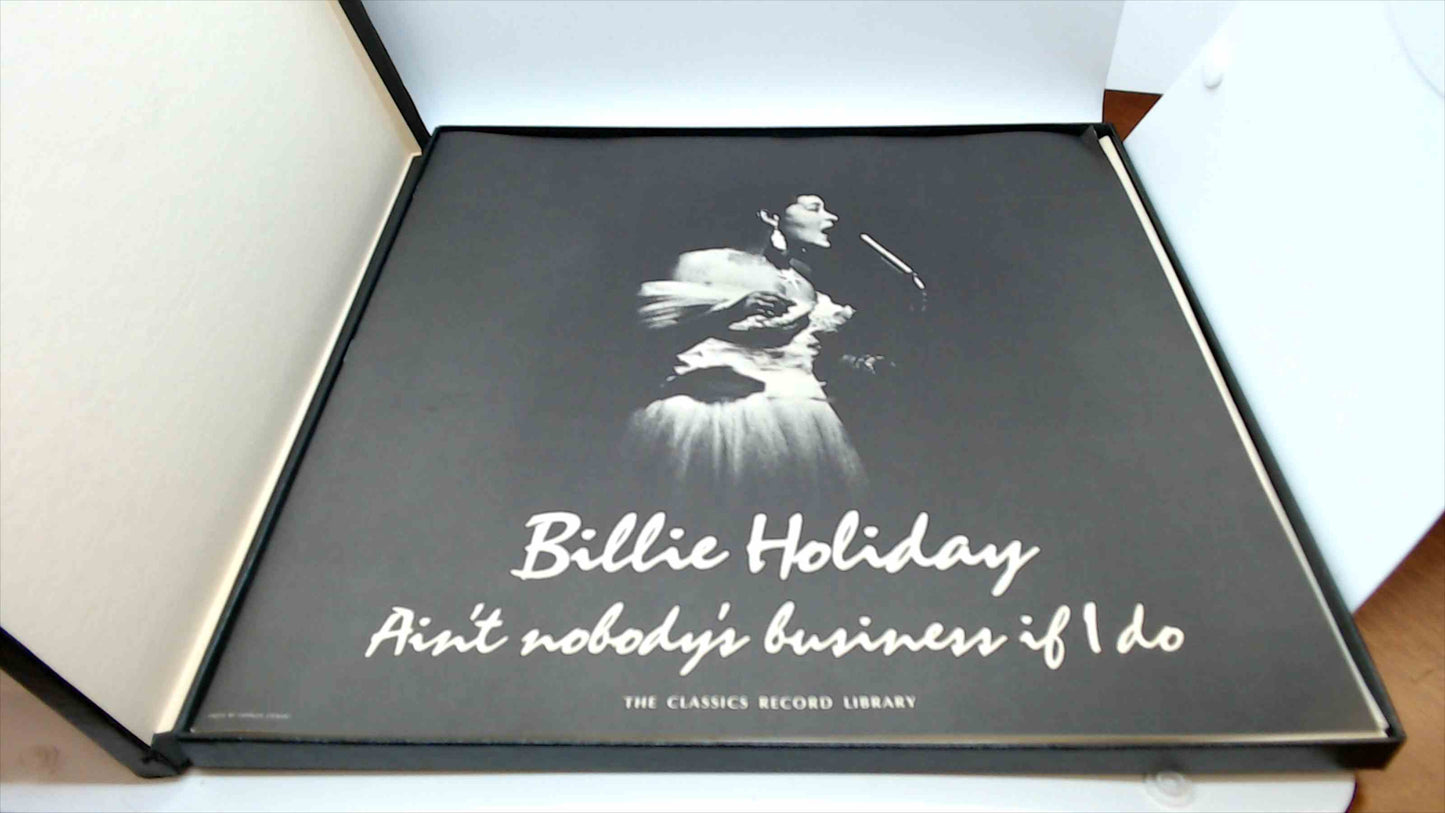 Billie Holiday
Ain't nobody's business if I do
THE CLASSICS RECORD LIBRARY